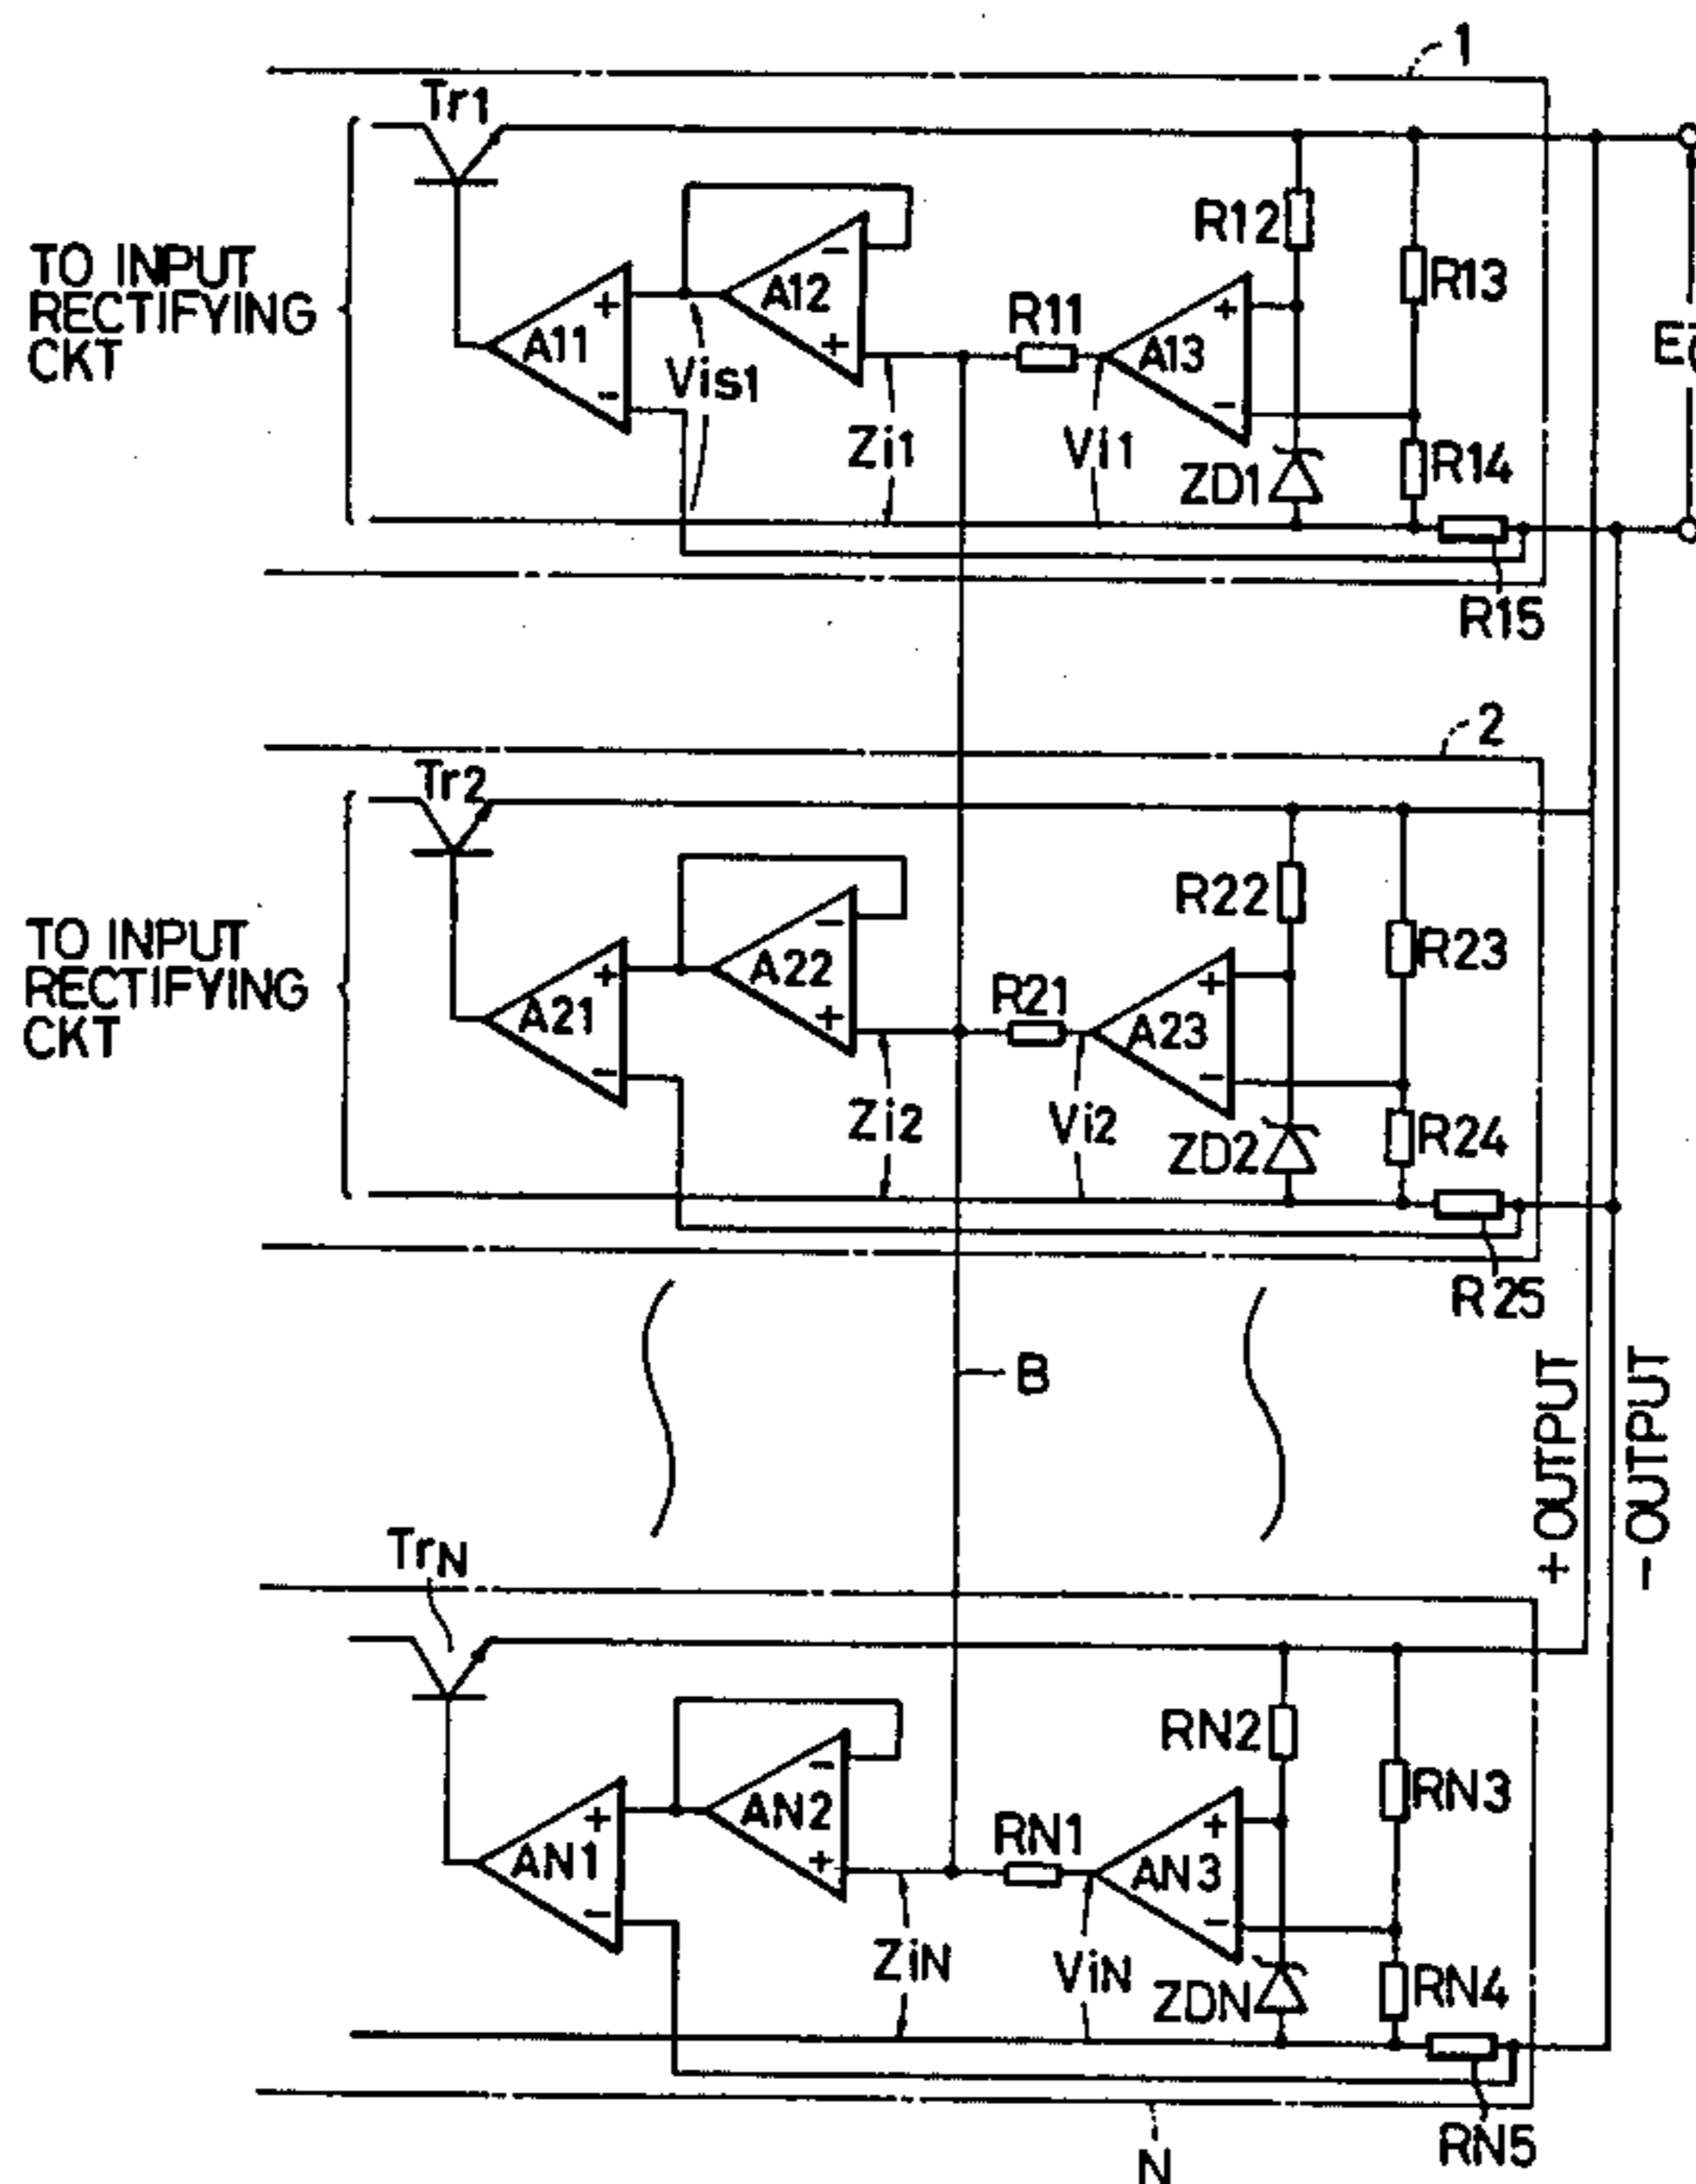 1
Tr1
TO INPUT
RECTIFYING
CKT
A11
+
-
A12
-
+
Vis1
Zi1
R11
Vi1
A13
+
-
R12
R13
ZD1
R14
R15
2
Tr2
TO INPUT
RECTIFYING
CKT
A21
+
-
A22
-
+
Zi2
R21
Vi2
A23
+
-
R22
R23
ZD2
R24
R25
B
+ OUTPUT
- OUTPUT
TrN
AN1
+
-
AN2
-
+
ZiN
RN1
ViN
AN3
+
-
RN2
RN3
ZDN
RN4
RN5
N